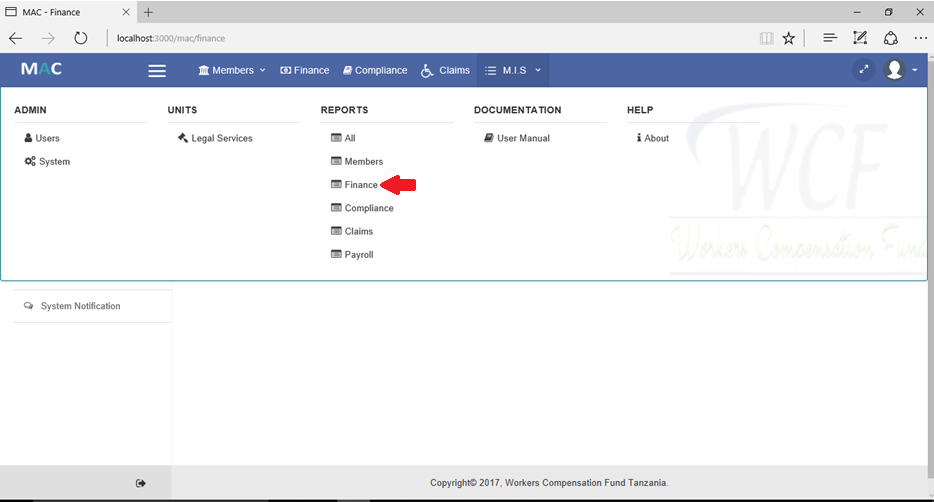 MAC - Finance
localhost:3000/mac/finance
MAC Members Finance Compliance Claims M.I.S
ADMIN
Users
System
UNITS
Legal Services
REPORTS
All
Members
Finance
Compliance
Claims
Payroll
DOCUMENTATION
User Manual
HELP
About
WCF
Workers Compensation Fund
System Notification
Copyright© 2017, Workers Compensation Fund Tanzania.